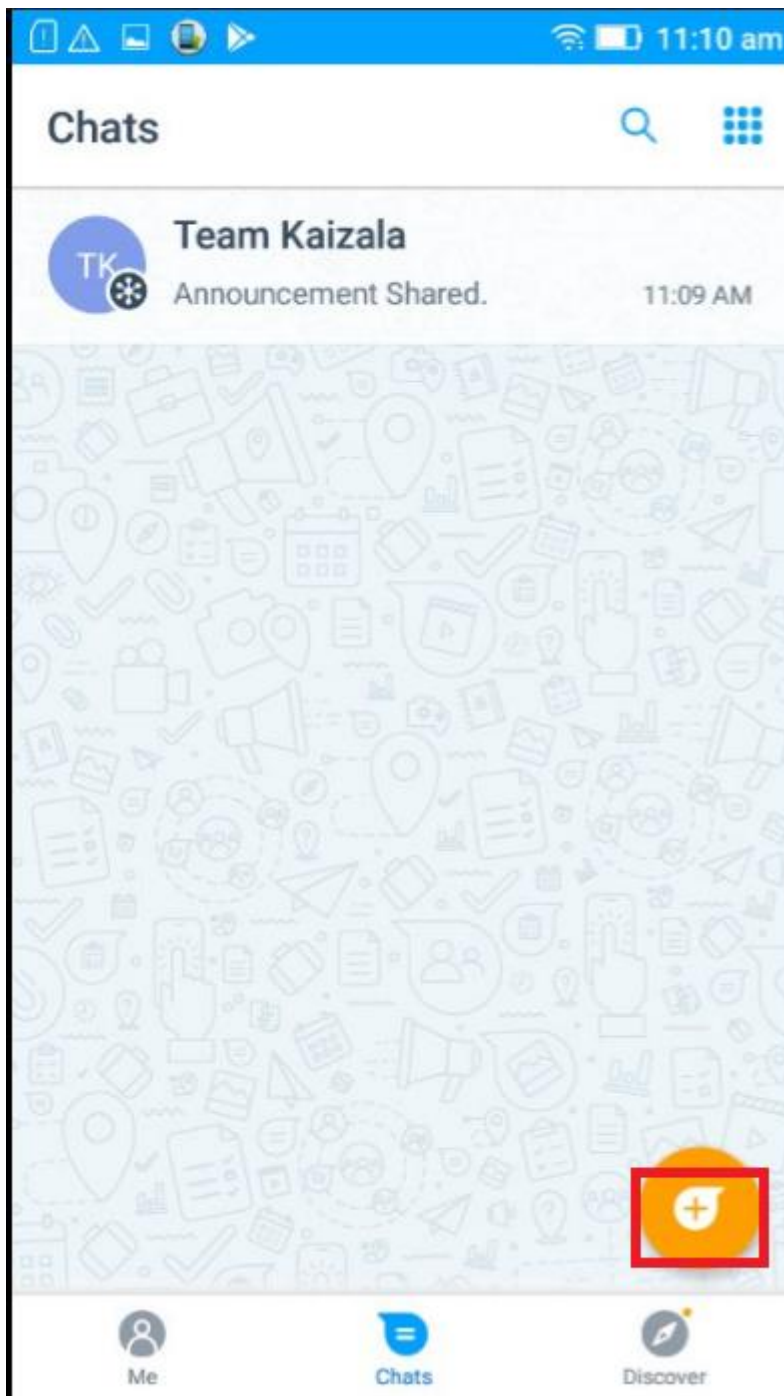 11:10 am
Chats
Team Kaizala
TK
Announcement Shared.
11:09 AM
Me
Chats
Discover